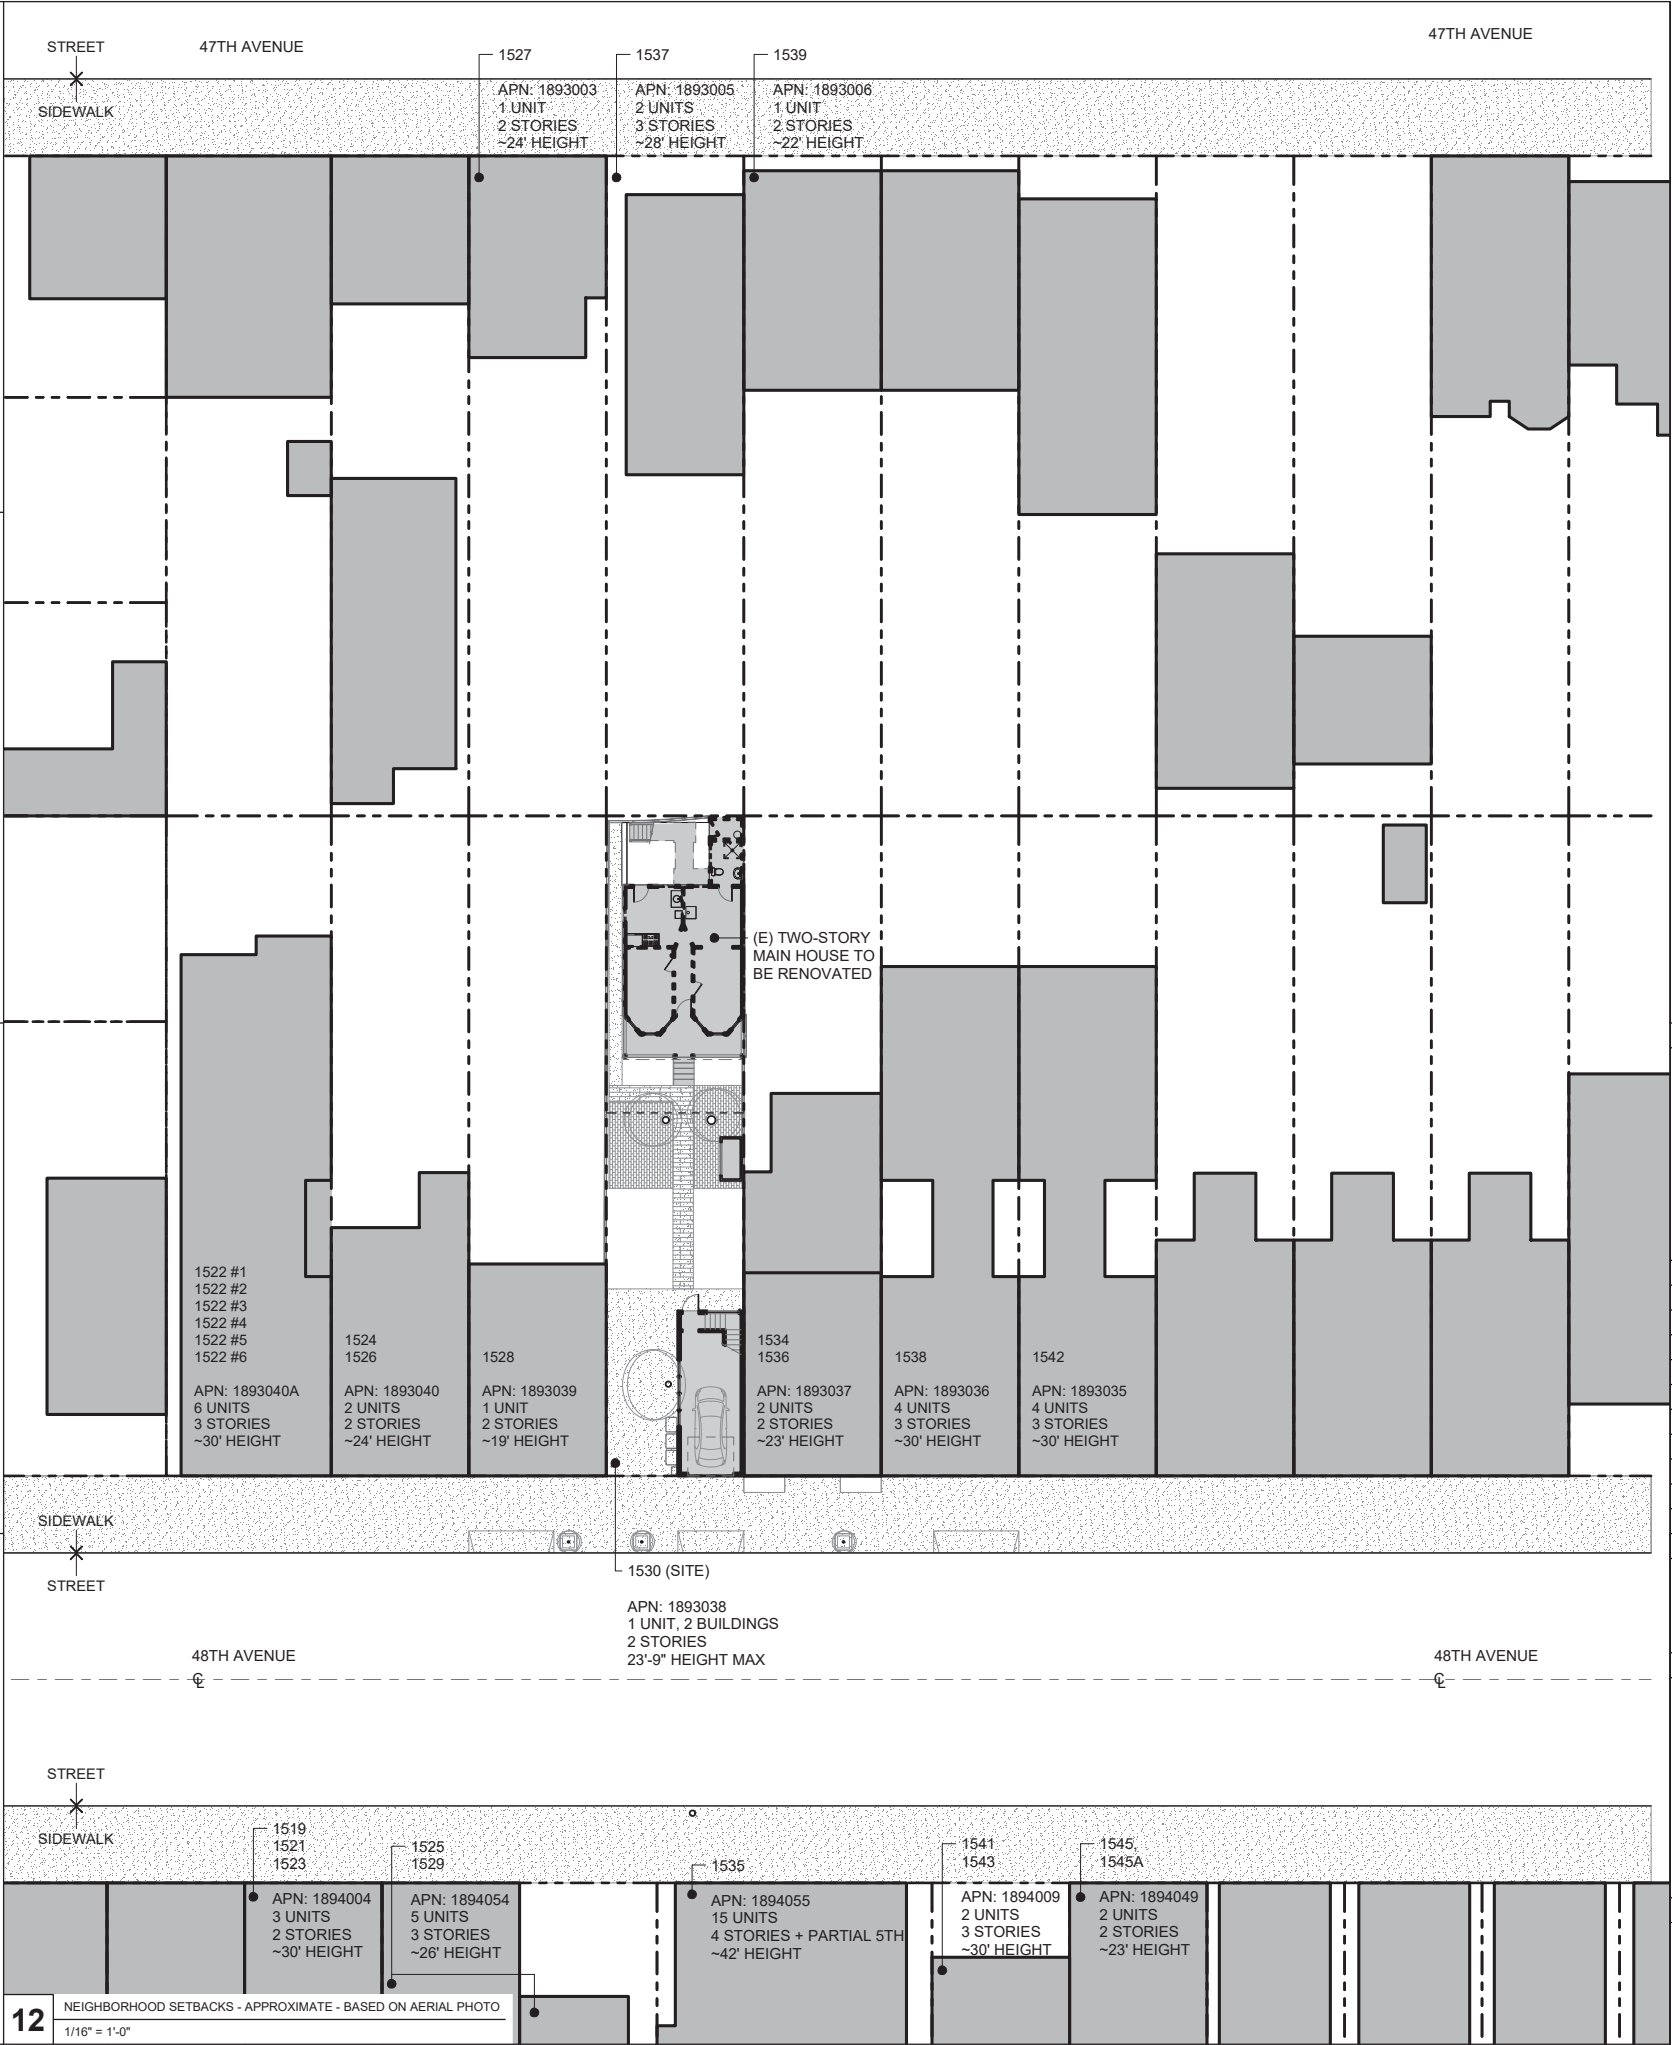 STREET
47TH AVENUE
47TH AVENUE
SIDEWALK
1527
APN: 1893003
1 UNIT
2 STORIES
~24' HEIGHT
1537
APN: 1893005
2 UNITS
3 STORIES
~28' HEIGHT
1539
APN: 1893006
1 UNIT
2 STORIES
~22' HEIGHT
(E) TWO-STORY
MAIN HOUSE TO
BE RENOVATED
1522 #1
1522 #2
1522 #3
1522 #4
1522 #5
1522 #6
APN: 1893040A
6 UNITS
3 STORIES
~30' HEIGHT
1524
1526
APN: 1893040
2 UNITS
2 STORIES
~24' HEIGHT
1528
APN: 1893039
1 UNIT
2 STORIES
~19' HEIGHT
1534
1536
APN: 1893037
2 UNITS
2 STORIES
~23' HEIGHT
1538
APN: 1893036
4 UNITS
3 STORIES
~30' HEIGHT
1542
APN: 1893035
4 UNITS
3 STORIES
~30' HEIGHT
SIDEWALK
STREET
1530 (SITE)
APN: 1893038
1 UNIT, 2 BUILDINGS
2 STORIES
23'-9" HEIGHT MAX
48TH AVENUE
℄
48TH AVENUE
℄
STREET
SIDEWALK
1519
1521
1523
APN: 1894004
3 UNITS
2 STORIES
~30' HEIGHT
1525
1529
APN: 1894054
5 UNITS
3 STORIES
~26' HEIGHT
1535
APN: 1894055
15 UNITS
4 STORIES + PARTIAL 5TH
~42' HEIGHT
1541
1543
APN: 1894009
2 UNITS
3 STORIES
~30' HEIGHT
1545,
1545A
APN: 1894049
2 UNITS
2 STORIES
~23' HEIGHT
12
NEIGHBORHOOD SETBACKS - APPROXIMATE - BASED ON AERIAL PHOTO
1/16" = 1'-0"